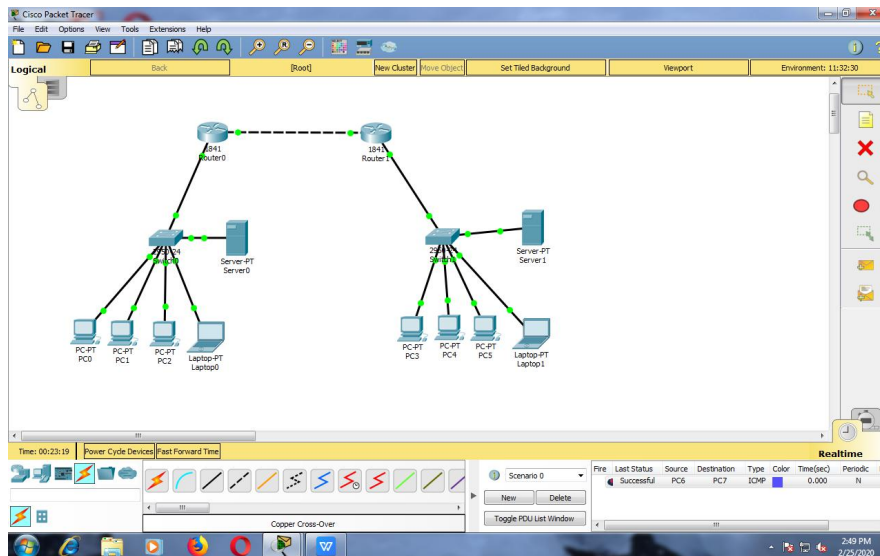 Cisco Packet Tracer
File Edit Options View Tools Extensions Help
Logical Back [Root] New Cluster Move Object Set Tiled Background Viewport Environment: 11:32:30
1841
Router0
1841
Router1
2950-24
Switch0
Server-PT
Server0
Server-PT
Server1
PC-PT
PC0
PC-PT
PC1
PC-PT
PC2
Laptop-PT
Laptop0
PC-PT
PC3
PC-PT
PC4
PC-PT
PC5
Laptop-PT
Laptop1
Time: 00:23:19 Power Cycle Devices Fast Forward Time Realtime
Scenario 0
New Delete
Toggle PDU List Window
Fire Last Status Source Destination Type Color Time(sec) Periodic
Successful PC6 PC7 ICMP 0.000 N
Copper Cross-Over
2:49 PM
2/25/2020